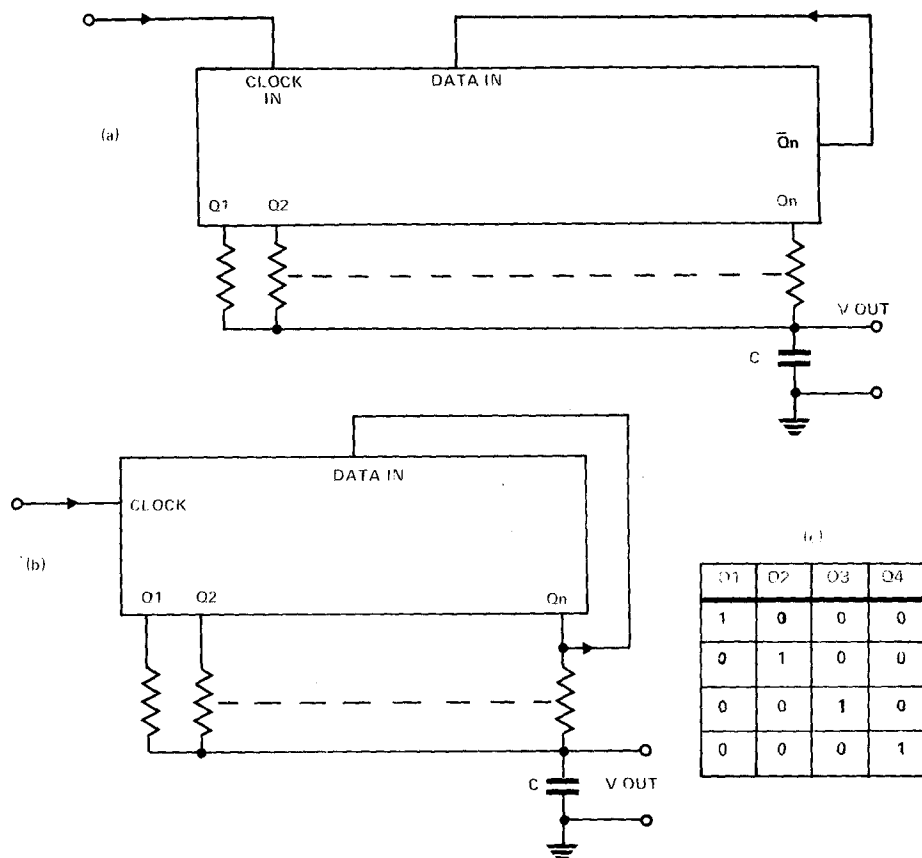 CLOCK
IN
DATA IN
(a)
Q̅n
Q1 Q2 Qn
V OUT
C
DATA IN
CLOCK
(b)
Q1 Q2 Qn
C V OUT
(c)
Q1 Q2 Q3 Q4
1 0 0 0
0 1 0 0
0 0 1 0
0 0 0 1